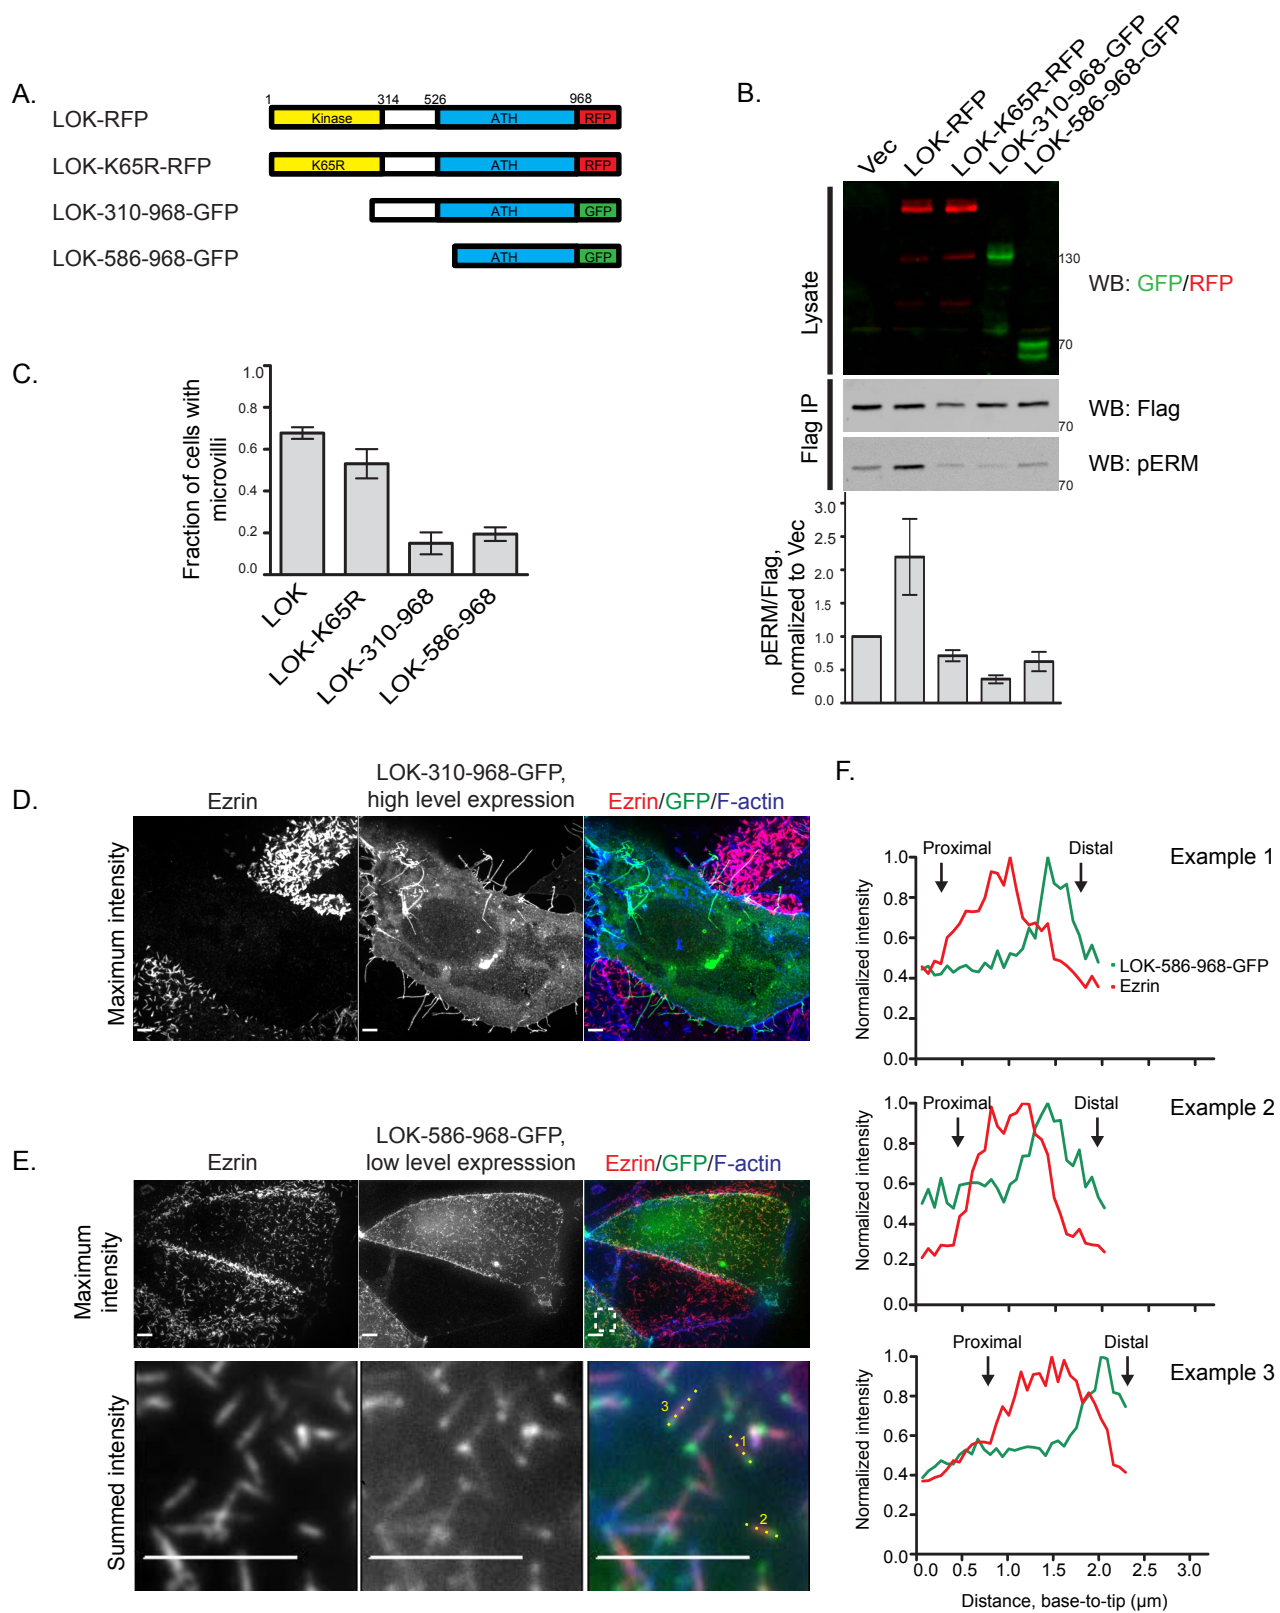 A.
1 314 526 968
LOK-RFP Kinase ATH RFP
LOK-K65R-RFP K65R ATH RFP
LOK-310-968-GFP ATH GFP
LOK-586-968-GFP ATH GFP
B.
Vec LOK-RFP LOK-K65R-RFP LOK-310-968-GFP LOK-586-968-GFP
Lysate
130
WB: GFP/RFP
70
Flag IP
WB: Flag
70
WB: pERM
70
pERM/Flag,
normalized to Vec
3.0
2.5
2.0
1.5
1.0
0.5
0.0
C.
Fraction of cells with
microvilli
1.0
0.8
0.6
0.4
0.2
0.0
LOK LOK-K65R LOK-310-968 LOK-586-968
D.
Ezrin
LOK-310-968-GFP,
high level expression
Ezrin/GFP/F-actin
Maximum intensity
E.
Ezrin
LOK-586-968-GFP,
low level expresssion
Ezrin/GFP/F-actin
Maximum
intensity
Summed intensity
3
1
2
F.
Proximal Distal Example 1
Normalized intensity
1.0
0.8
0.6
0.4
0.2
0.0
LOK-586-968-GFP
Ezrin
Proximal Distal Example 2
Normalized intensity
1.0
0.8
0.6
0.4
0.2
0.0
Proximal Distal Example 3
Normalized intensity
1.0
0.8
0.6
0.4
0.2
0.0
0.0 0.5 1.0 1.5 2.0 2.5 3.0
Distance, base-to-tip (µm)